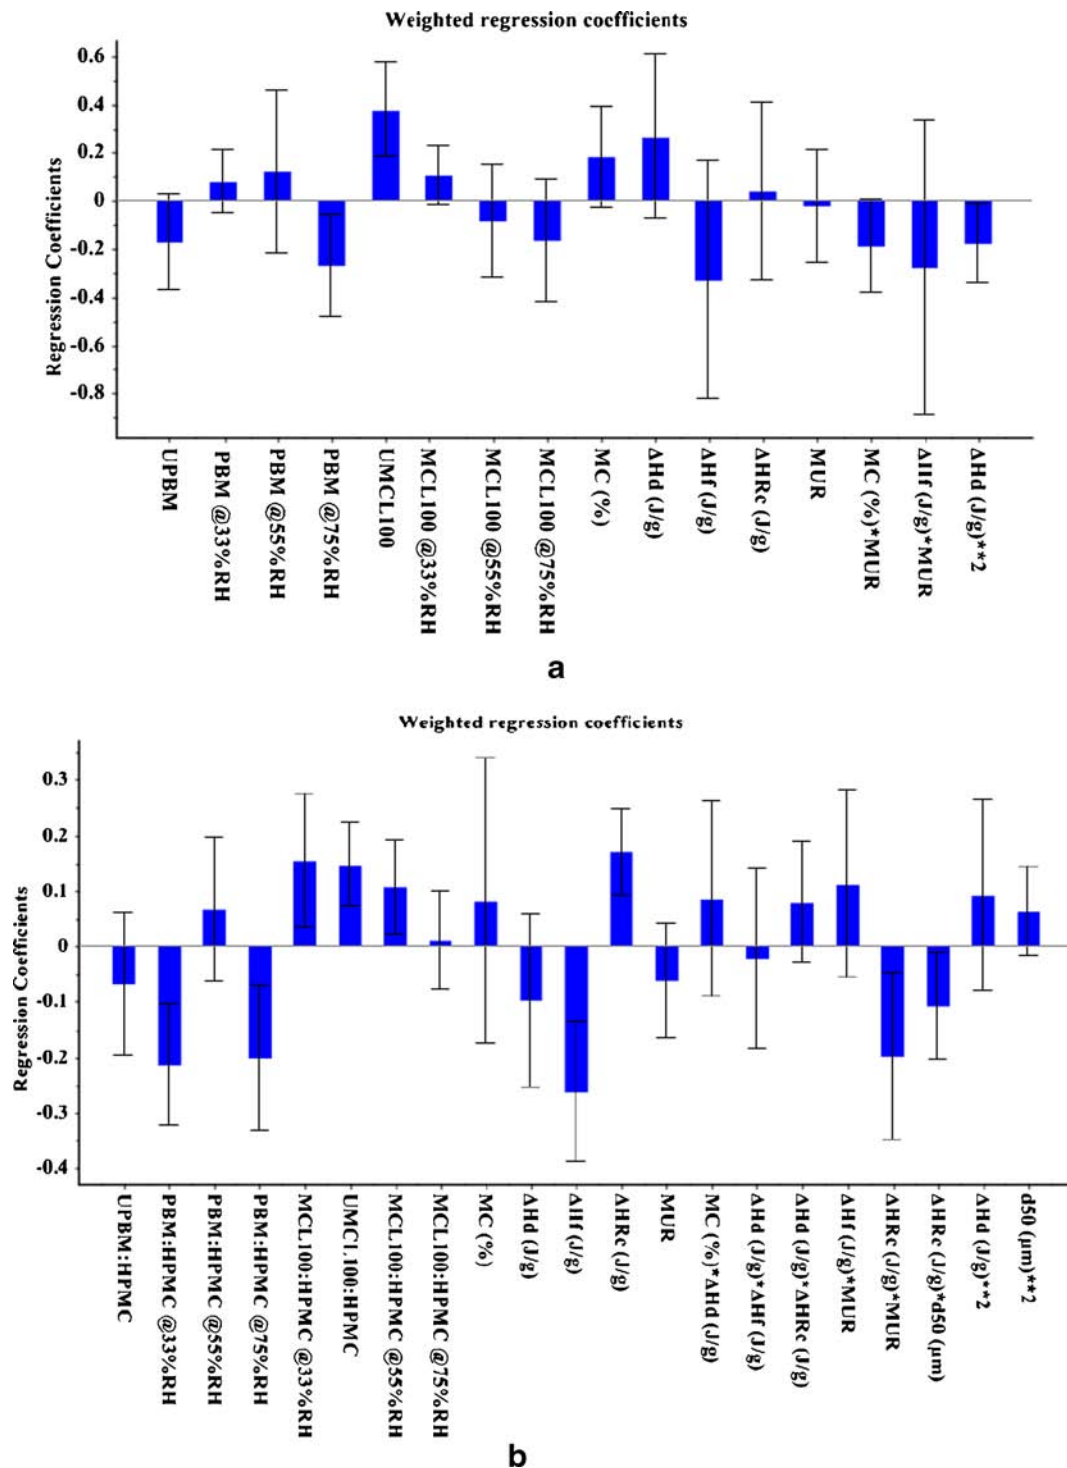 Weighted regression coefficients
0.6
0.4
0.2
0
-0.2
-0.4
-0.6
-0.8
Regression Coefficients
UPBM
PBM @33%RH
PBM @55%RH
PBM @75%RH
UMCL100
MCL100 @33%RH
MCL100 @55%RH
MCL100 @75%RH
MC (%)
ΔHd (J/g)
ΔHf (J/g)
ΔHRc (J/g)
MUR
MC (%)*MUR
ΔHf (J/g)*MUR
ΔHd (J/g)**2
a
Weighted regression coefficients
0.3
0.2
0.1
0
-0.1
-0.2
-0.3
-0.4
Regression Coefficients
UPBM:HPMC
PBM:HPMC @33%RH
PBM:HPMC @55%RH
PBM:HPMC @75%RH
MCL100:HPMC @33%RH
UMCL100:HPMC
MCL100:HPMC @55%RH
MCL100:HPMC @75%RH
MC (%)
ΔHd (J/g)
ΔHf (J/g)
ΔHRc (J/g)
MUR
MC (%)*ΔHd (J/g)
ΔHd (J/g)*ΔHf (J/g)
ΔHd (J/g)*ΔHRc (J/g)
ΔHf (J/g)*MUR
ΔHRc (J/g)*MUR
ΔHRc (J/g)*d50 (µm)
ΔHd (J/g)**2
d50 (µm)**2
b